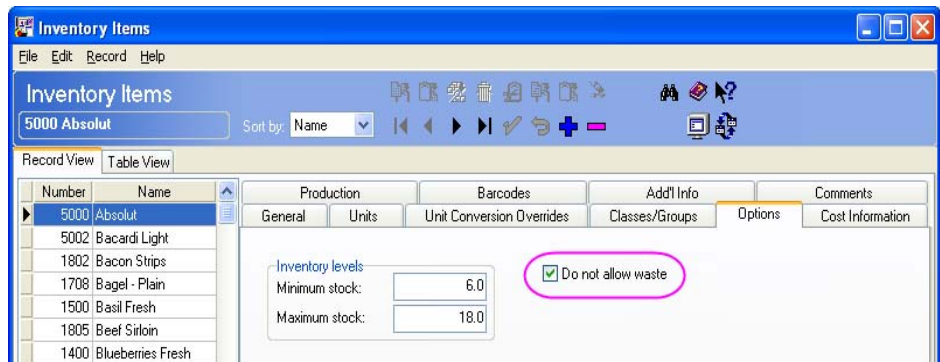 Inventory Items
File Edit Record Help
Inventory Items
5000 Absolut
Sort by: Name
Record View Table View
Number Name
5000 Absolut
5002 Bacardi Light
1802 Bacon Strips
1708 Bagel - Plain
1500 Basil Fresh
1805 Beef Sirloin
1400 Blueberries Fresh
Production Barcodes Add'l Info Comments
General Units Unit Conversion Overrides Classes/Groups Options Cost Information
Inventory levels
Minimum stock: 6.0
Maximum stock: 18.0
Do not allow waste